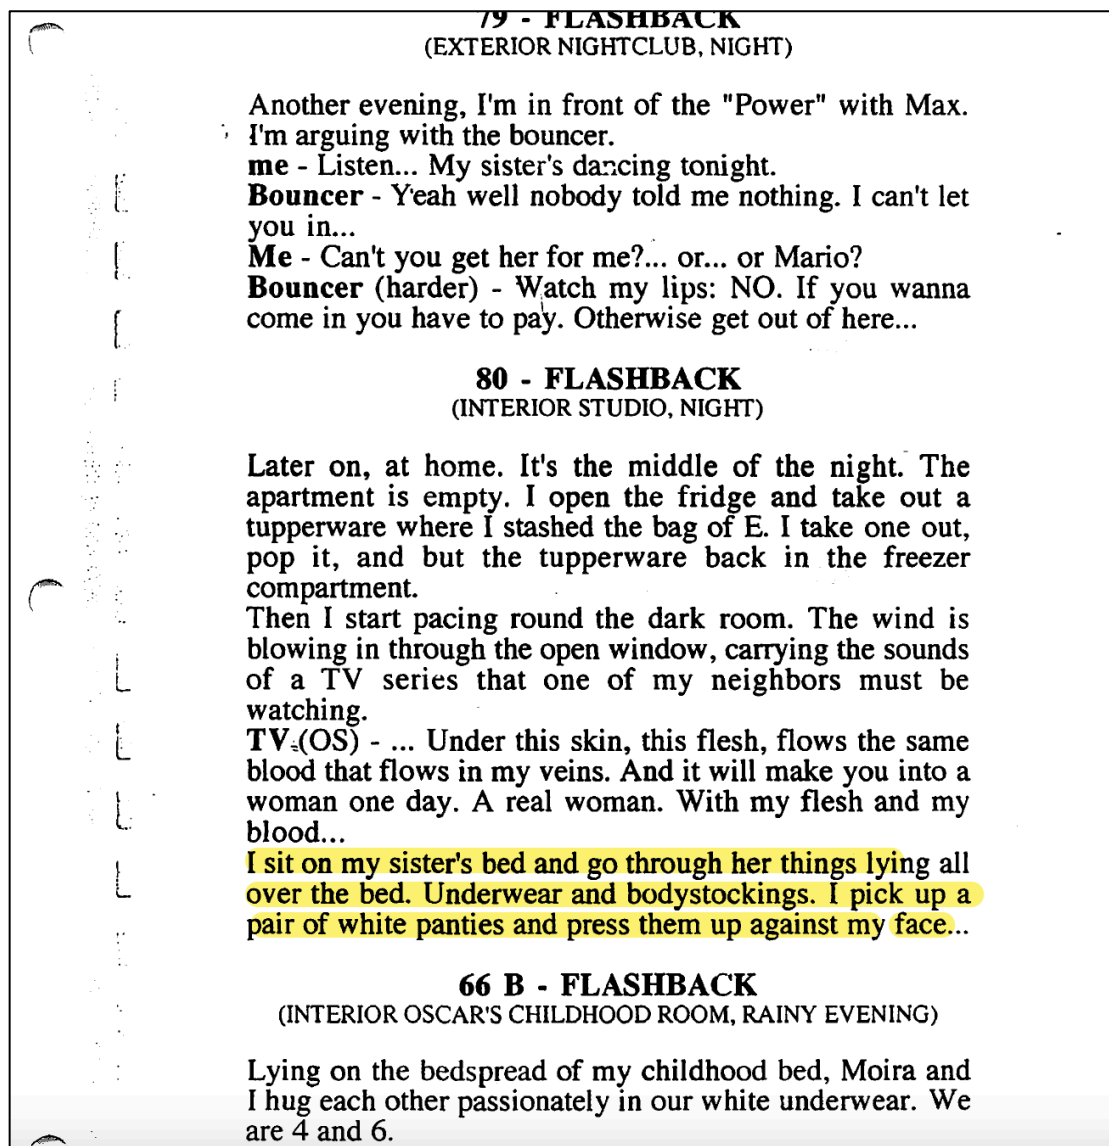 79 - FLASHBACK
(EXTERIOR NIGHTCLUB, NIGHT)
Another evening, I'm in front of the "Power" with Max.
I'm arguing with the bouncer.
me - Listen... My sister's dancing tonight.
Bouncer - Yeah well nobody told me nothing. I can't let
you in...
Me - Can't you get her for me?... or... or Mario?
Bouncer (harder) - Watch my lips: NO. If you wanna
come in you have to pay. Otherwise get out of here...
80 - FLASHBACK
(INTERIOR STUDIO, NIGHT)
Later on, at home. It's the middle of the night. The
apartment is empty. I open the fridge and take out a
tupperware where I stashed the bag of E. I take one out,
pop it, and but the tupperware back in the freezer
compartment.
Then I start pacing round the dark room. The wind is
blowing in through the open window, carrying the sounds
of a TV series that one of my neighbors must be
watching.
TV (OS) - ... Under this skin, this flesh, flows the same
blood that flows in my veins. And it will make you into a
woman one day. A real woman. With my flesh and my
blood...
I sit on my sister's bed and go through her things lying all
over the bed. Underwear and bodystockings. I pick up a
pair of white panties and press them up against my face...
66 B - FLASHBACK
(INTERIOR OSCAR'S CHILDHOOD ROOM, RAINY EVENING)
Lying on the bedspread of my childhood bed, Moira and
I hug each other passionately in our white underwear. We
are 4 and 6.